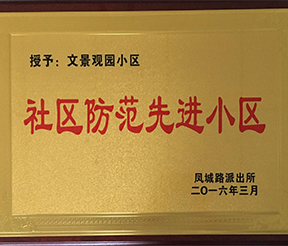 授予：文景观园小区
社区防范先进小区
凤城路派出所
二〇一六年三月